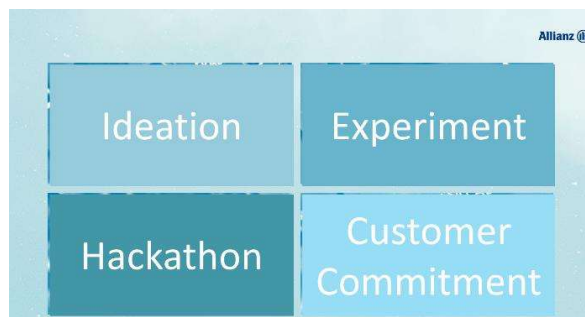 Allianz
Ideation
Experiment
Hackathon
Customer
Commitment